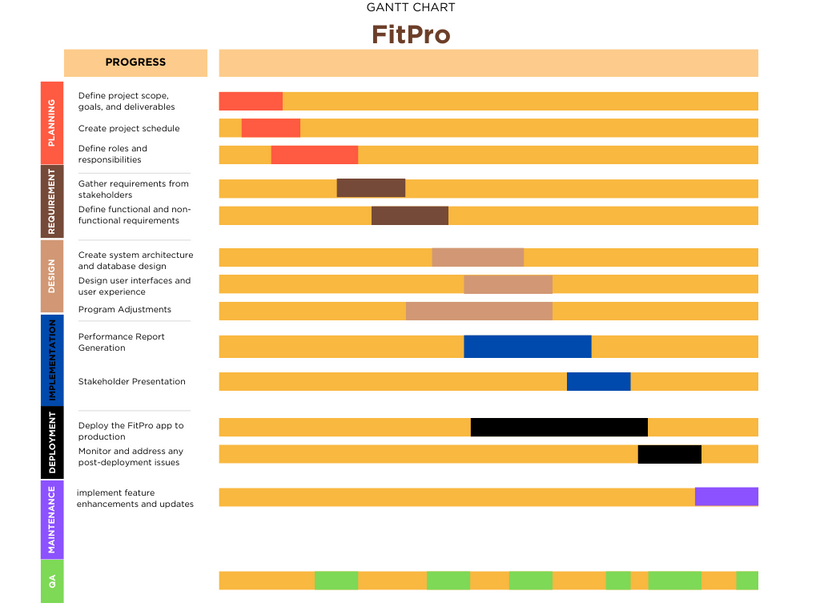 GANTT CHART
FitPro
PROGRESS
PLANNING
Define project scope,
goals, and deliverables
Create project schedule
Define roles and
responsibilities
REQUIREMENT
Gather requirements from
stakeholders
Define functional and non-
functional requirements
DESIGN
Create system architecture
and database design
Design user interfaces and
user experience
Program Adjustments
IMPLEMENTATION
Performance Report
Generation
Stakeholder Presentation
DEPLOYMENT
Deploy the FitPro app to
production
Monitor and address any
post-deployment issues
MAINTENANCE
implement feature
enhancements and updates
QA